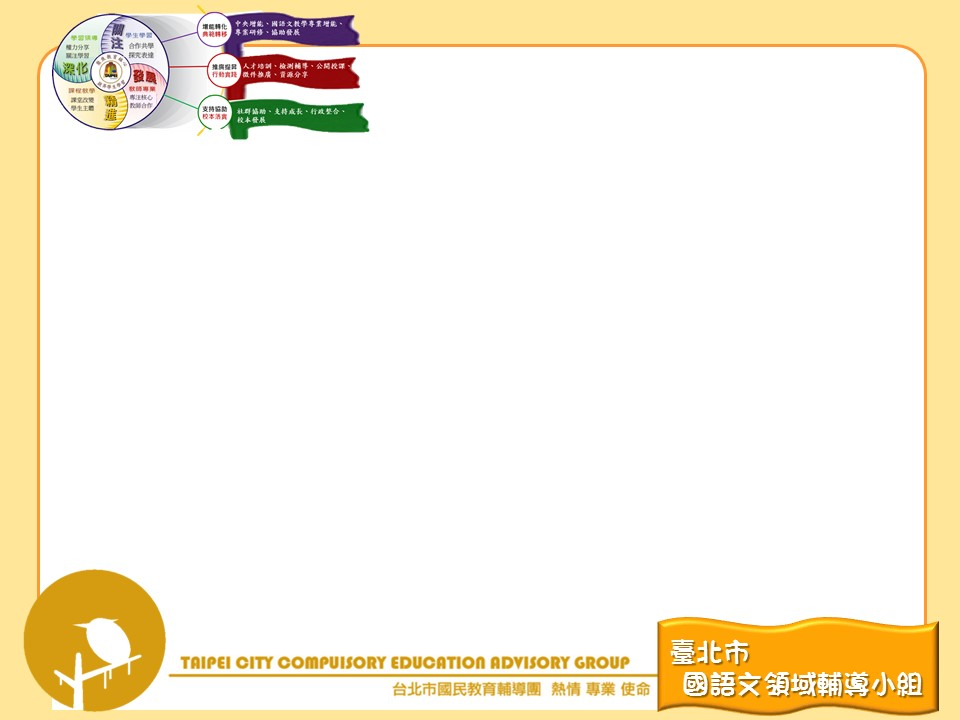 學習領導
權力分享
關注學習
深化
關注
學生學習
合作共學
探究表達
發展
教師專業
專注核心
教師合作
課程教學
課堂改變
學生主體
精進
增能轉化
典範轉移
中央增能、國語文教學專業增能、
專案研修、協助發展
推廣提昇
行動實踐
人才培訓、檢測輔導、公開授課、
徵件推廣、資源分享
支持協助
校本落實
社群協助、支持成長、行政整合、
校本發展
TAIPEI CITY COMPUlSORY EDUCATION ADVISORY GROUP
台北市國民教育輔導團 熱情 專業 使命
臺北市
國語文領域輔導小組